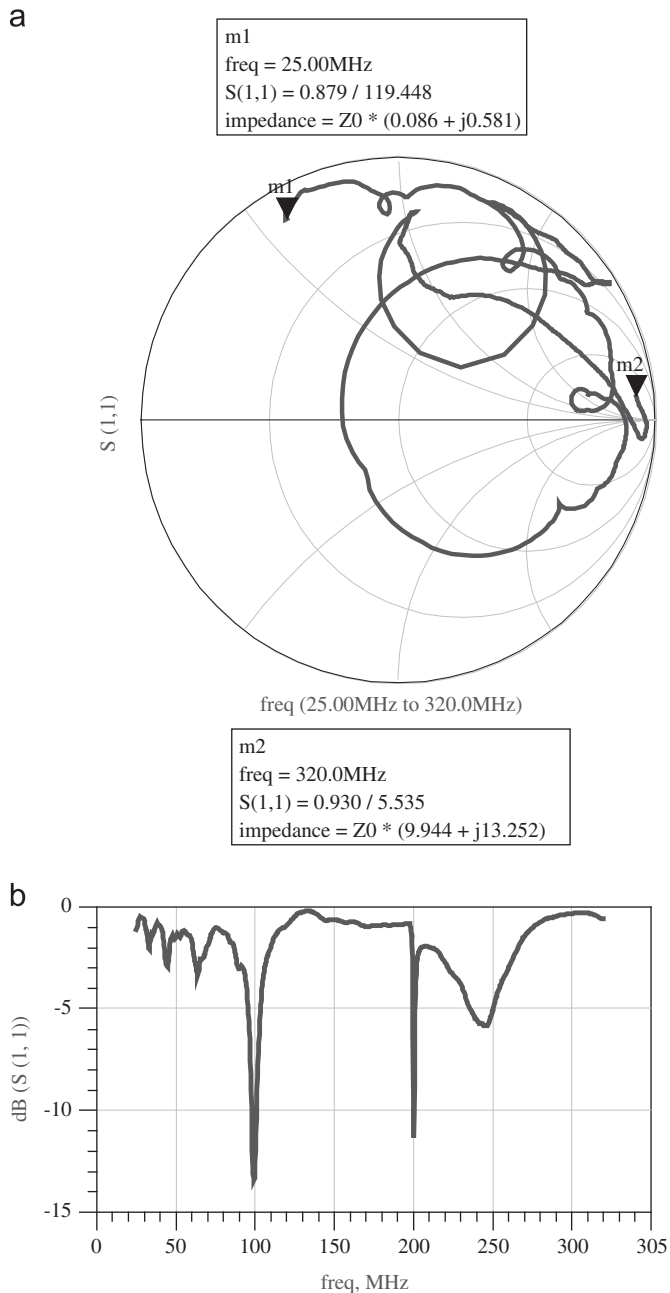 a
m1
freq = 25.00MHz
S(1,1) = 0.879 / 119.448
impedance = Z0 * (0.086 + j0.581)
m1
m2
S (1,1)
freq (25.00MHz to 320.0MHz)
m2
freq = 320.0MHz
S(1,1) = 0.930 / 5.535
impedance = Z0 * (9.944 + j13.252)
b
0
-5
-10
-15
dB (S (1, 1))
0 50 100 150 200 250 300 305
freq, MHz